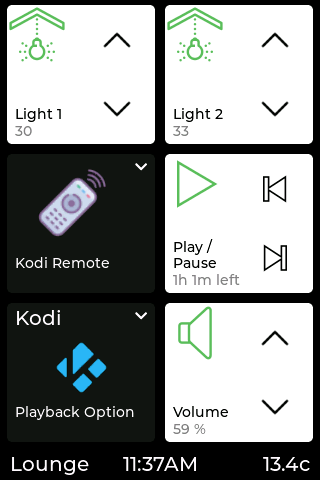 Light 1
30
Light 2
33
Kodi Remote
Play /
Pause
1h 1m left
Kodi
Playback Option
Volume
59 %
Lounge 11:37AM 13.4c